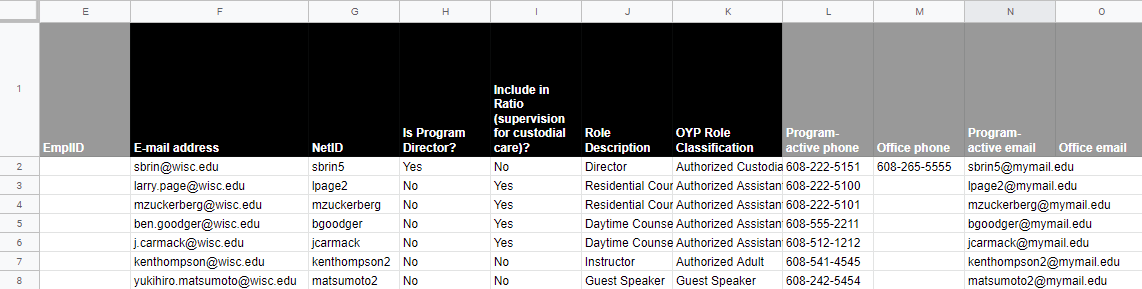 E F G H I J K L M N O
1 EmplID E-mail address NetID Is Program Director? Include in Ratio (supervision for custodial care)? Role Description OYP Role Classification Program-active phone Office phone Program-active email Office email
2 sbrin@wisc.edu sbrin5 Yes No Director Authorized Custodia 608-222-5151 608-265-5555 sbrin5@mymail.edu
3 larry.page@wisc.edu lpage2 No Yes Residential Cour Authorized Assistant 608-222-5100 lpage2@mymail.edu
4 mzuckerberg@wisc.edu mzuckerberg No Yes Residential Cour Authorized Assistant 608-222-5101 mzuckerberg@mymail.edu
5 ben.goodger@wisc.edu bgoodger No Yes Daytime Counse Authorized Assistant 608-555-2211 bgoodger@mymail.edu
6 j.carmack@wisc.edu jcarmack No Yes Daytime Counse Authorized Assistant 608-512-1212 jcarmack@mymail.edu
7 kenthompson@wisc.edu kenthompson2 No No Instructor Authorized Adult 608-541-4545 kenthompson2@mymail.edu
8 yukihiro.matsumoto@wisc.edu matsumoto2 No No Guest Speaker Guest Speaker 608-242-5454 matsumoto2@mymail.edu